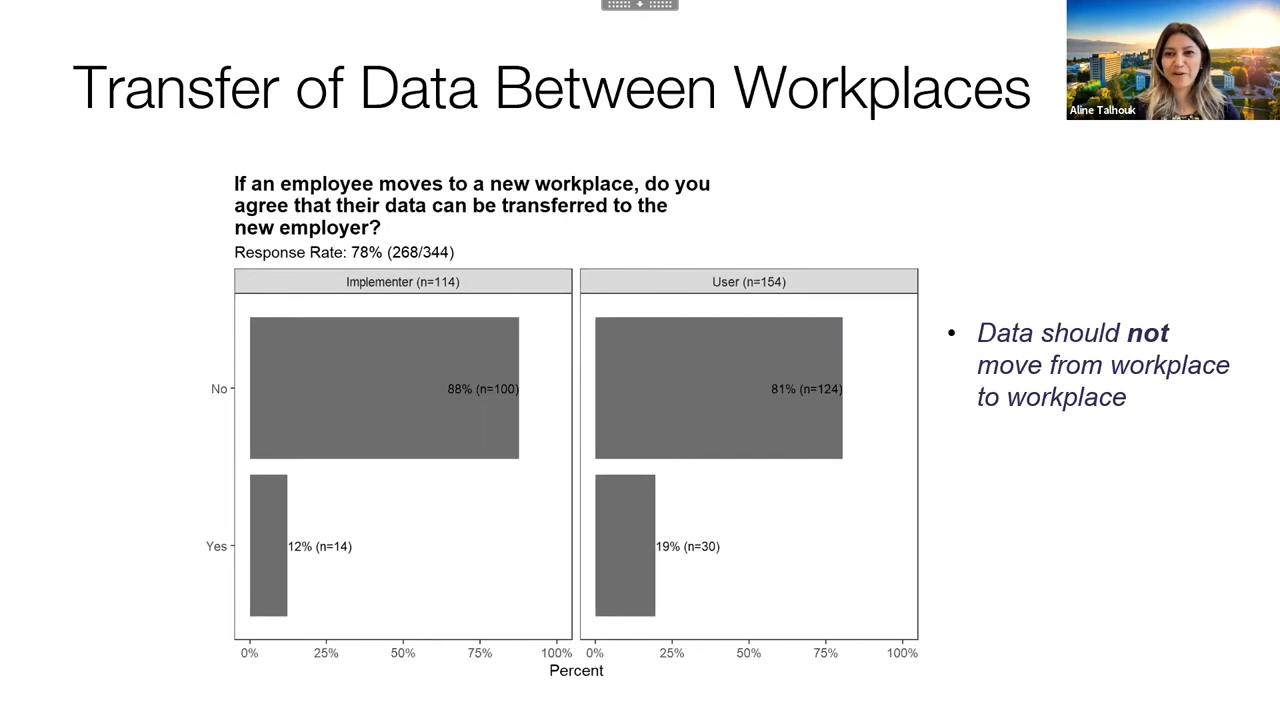 Transfer of Data Between Workplaces
Aline Talhouk
If an employee moves to a new workplace, do you
agree that their data can be transferred to the
new employer?
Response Rate: 78% (268/344)
Implementer (n=114)
User (n=154)
No
88% (n=100)
81% (n=124)
Yes
12% (n=14)
19% (n=30)
0% 25% 50% 75% 100% 0% 25% 50% 75% 100%
Percent
• Data should not
move from workplace
to workplace